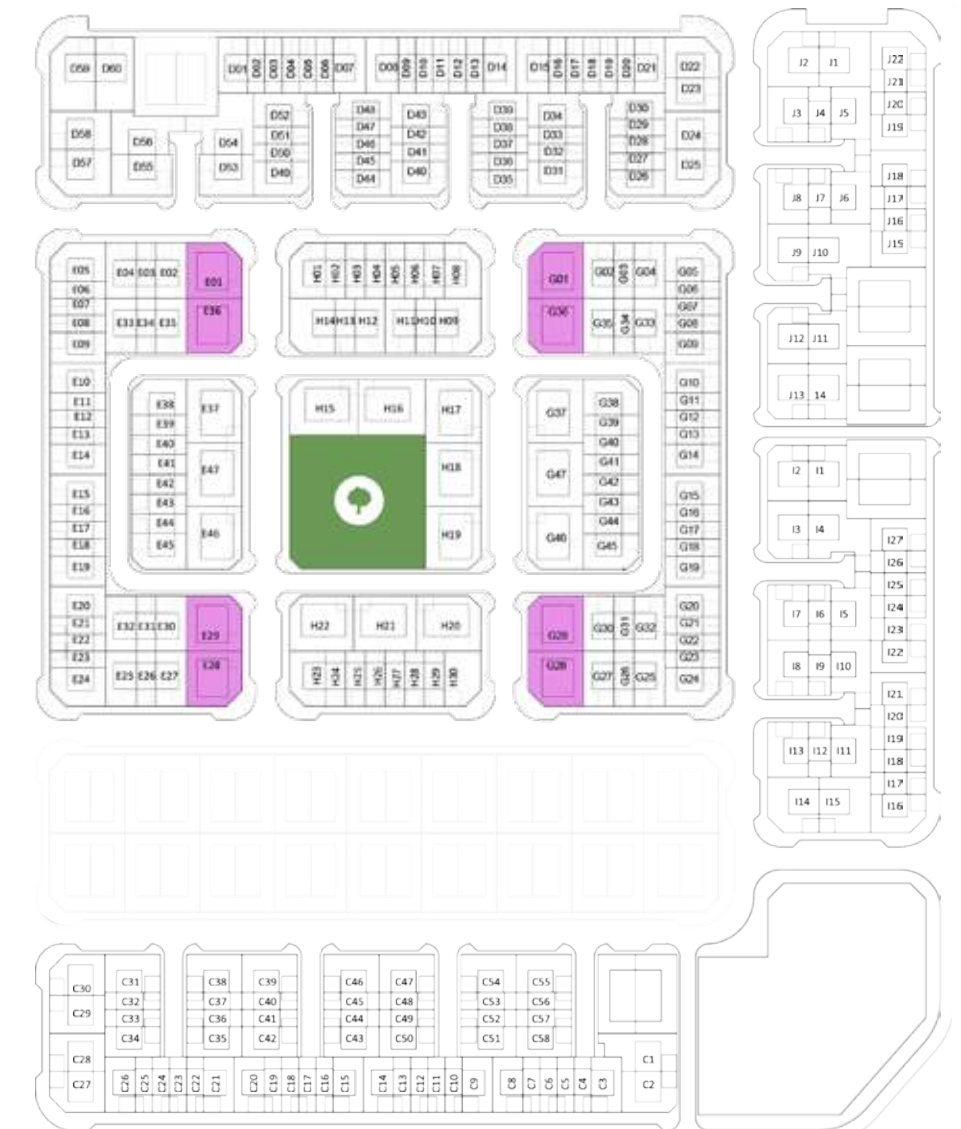 D59 D60 D01 D02 D03 D04 D05 D06 D07 D08 D09 D10 D11 D12 D13 D14 D15 D16 D17 D18 D19 D20 D21 D22
D23
D58 D56 D54 D52 D48 D43 D39 D34 D30 D24
D51 D47 D42 D38 D33 D29
D57 D55 D53 D50 D46 D41 D37 D32 D28 D25
D49 D45 D40 D36 D31 D27
D44 D35 D26
J2 J1 J22
J21
J3 J4 J5 J20
J19
J8 J7 J6 J18
J17
J16
J9 J10 J15
J12 J11
J13 14
E05 E04 E03 E02 E01
E06
E07
E08 E33 E34 E35 E36
E09
H01 H02 H03 H04 H05 H06 H07 H08
H14 H13 H12 H11 H10 H09
G01 G02 G03 G04 G05
G06
G07
G36 G35 G34 G33 G08
G09
E10
E11
E12
E13
E14
E15
E16
E17
E18
E19
E38 E37
E39
E40
E41 E47
E42
E43
E44 E46
E45
H15 H16 H17
H18
H19
G37 G38
G39
G40
G47 G41
G42
G43
G44
G45
G10
G11
G12
G13
G14
G15
G16
G17
G18
G19
E20
E21 E32 E31 E30 E29
E22
E23
E24 E25 E26 E27 E28
H22 H21 H20
H23 H24 H25 H26 H27 H28 H29 H30
G30 G31 G32 G20
G21
G22
G23
G27 G25 G24
I2 I1
I3 I4 I27
I26
I25
I7 I6 I5 I24
I23
I8 I9 I10 I22
I21
I20
I13 I12 I11 I19
I18
I17
I14 I15 I16
C30 C31 C38 C39 C46 C47 C54 C55
C29 C32 C37 C40 C45 C48 C53 C56
C33 C36 C41 C44 C49 C52 C57
C34 C35 C42 C43 C50 C51 C58
C28 C1
C27 C26 C25 C24 C23 C22 C21 C20 C19 C18 C17 C16 C15 C14 C13 C12 C11 C10 C9 C8 C7 C6 C5 C4 C3 C2